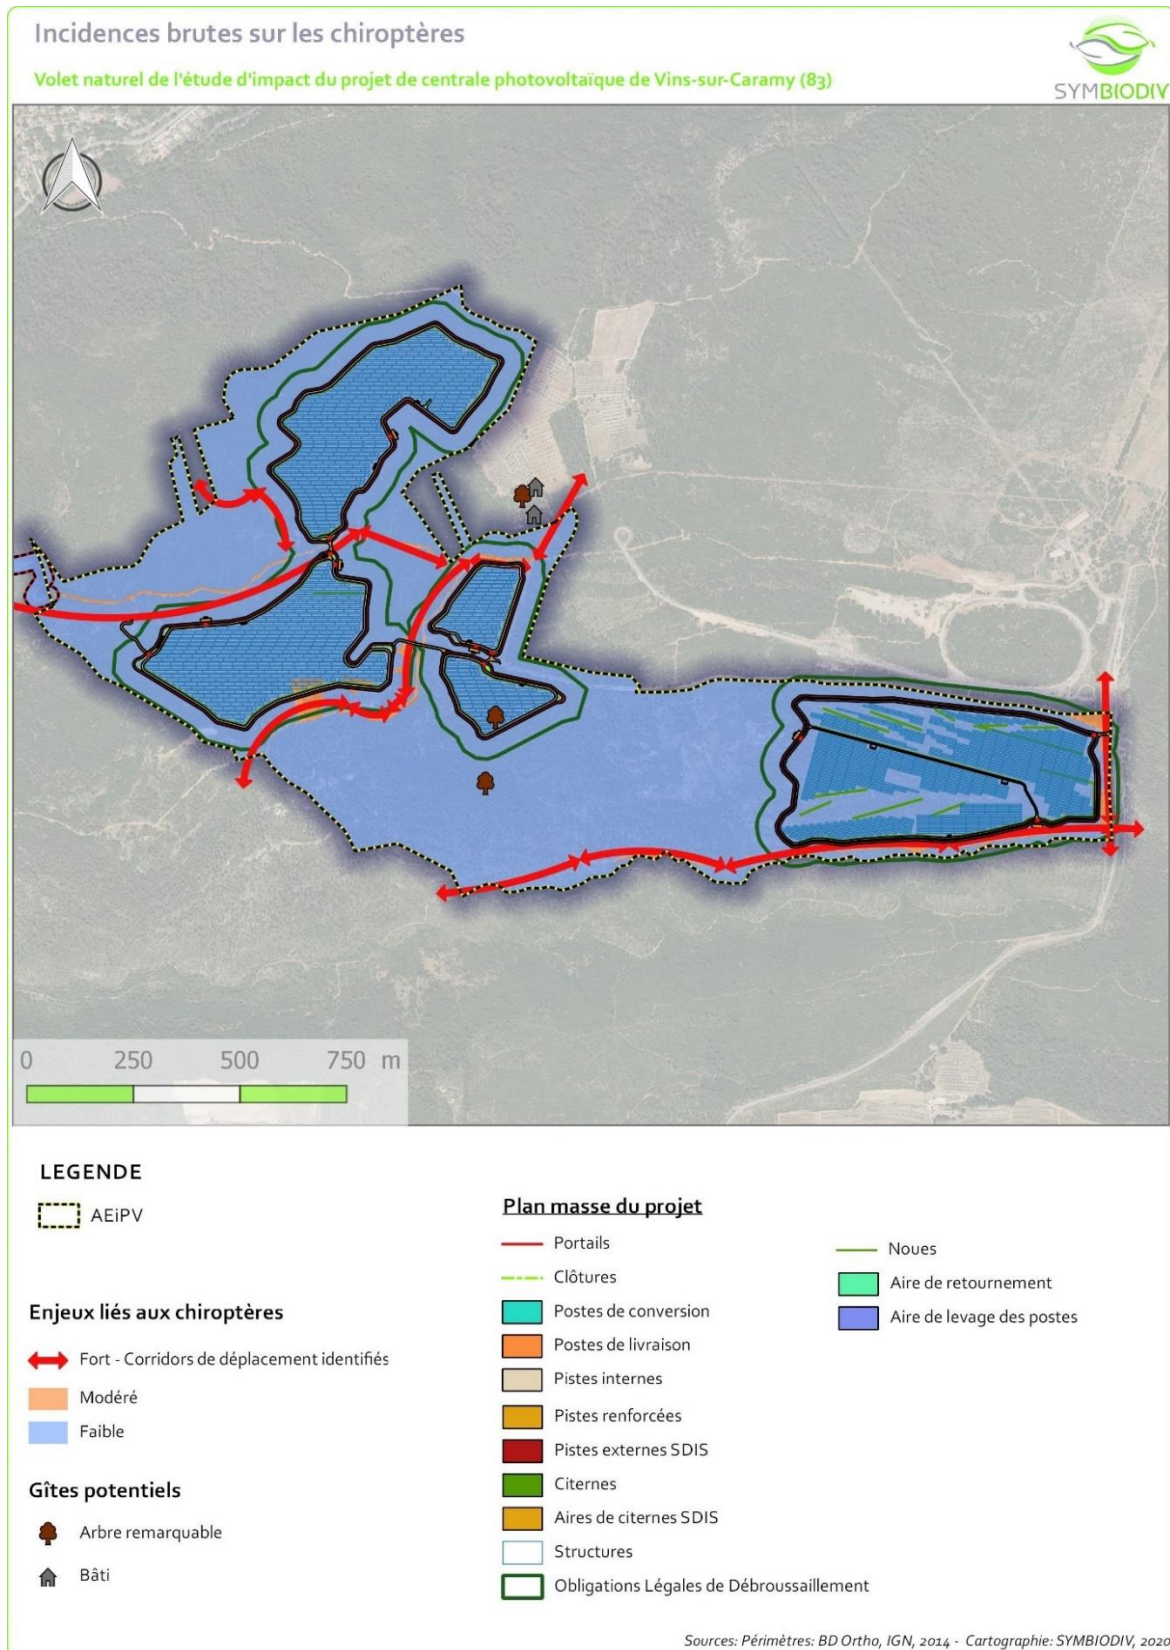 Incidences brutes sur les chiroptères
Volet naturel de l'étude d'impact du projet de centrale photovoltaïque de Vins-sur-Caramy (83)
SYMBIODIV
0 250 500 750 m
LEGENDE
AEiPV
Enjeux liés aux chiroptères
Fort - Corridors de déplacement identifiés
Modéré
Faible
Gîtes potentiels
Arbre remarquable
Bâti
Plan masse du projet
Portails
Clôtures
Postes de conversion
Postes de livraison
Pistes internes
Pistes renforcées
Pistes externes SDIS
Citernes
Aires de citernes SDIS
Structures
Obligations Légales de Débroussaillement
Noues
Aire de retournement
Aire de levage des postes
Sources: Périmètres: BD Ortho, IGN, 2014 - Cartographie: SYMBIODIV, 2020